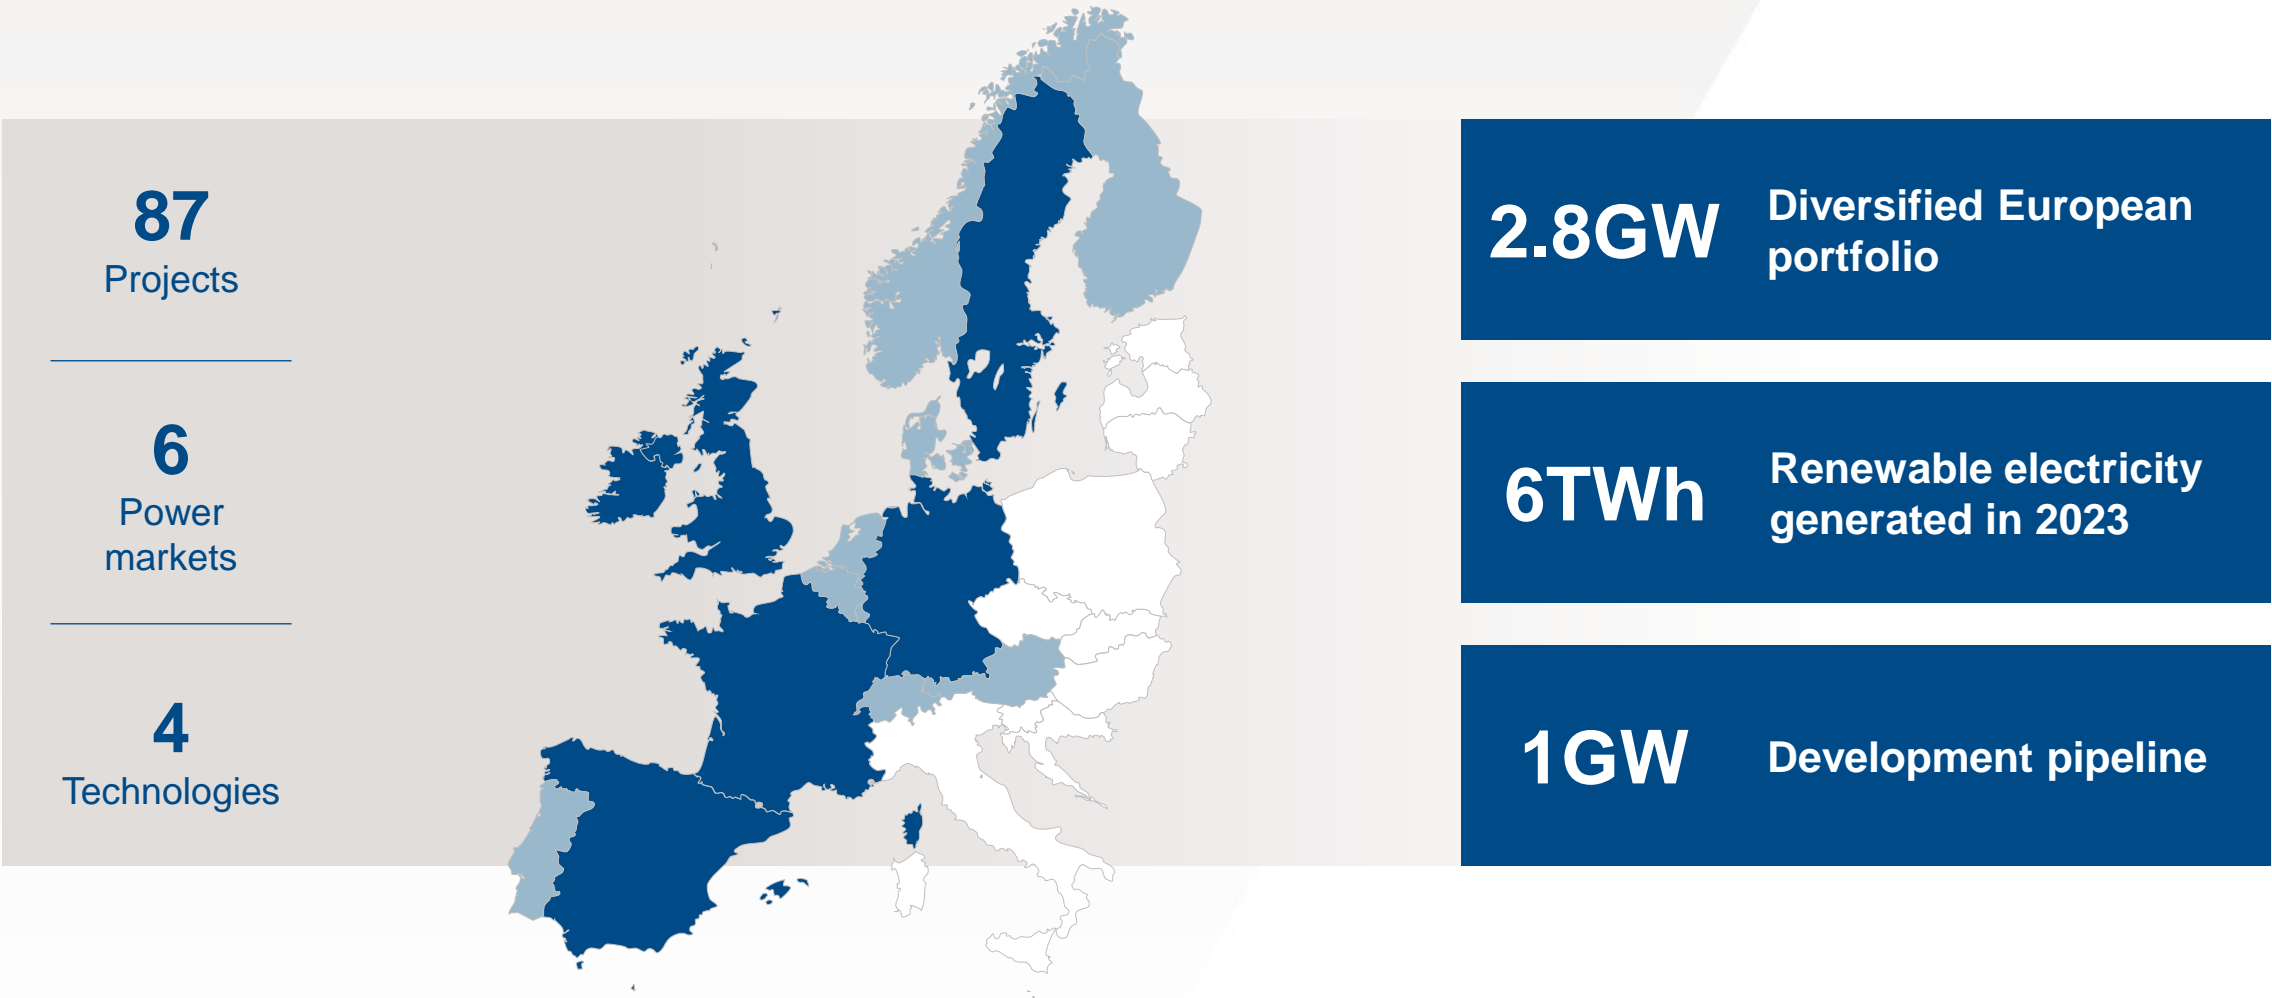 87
Projects
6
Power
markets
4
Technologies
2.8GW
Diversified European
portfolio
6TWh
Renewable electricity
generated in 2023
1GW
Development pipeline